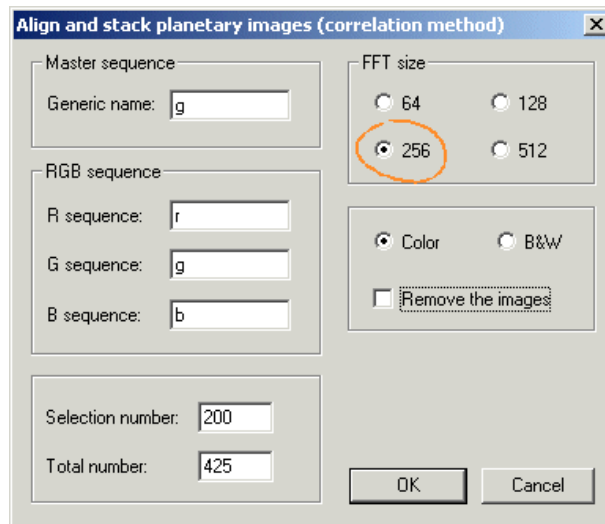 Align and stack planetary images (correlation method)
Master sequence
Generic name: g
RGB sequence
R sequence: r
G sequence: g
B sequence: b
Selection number: 200
Total number: 425
FFT size
64 128
256 512
Color B&W
Remove the images
OK Cancel